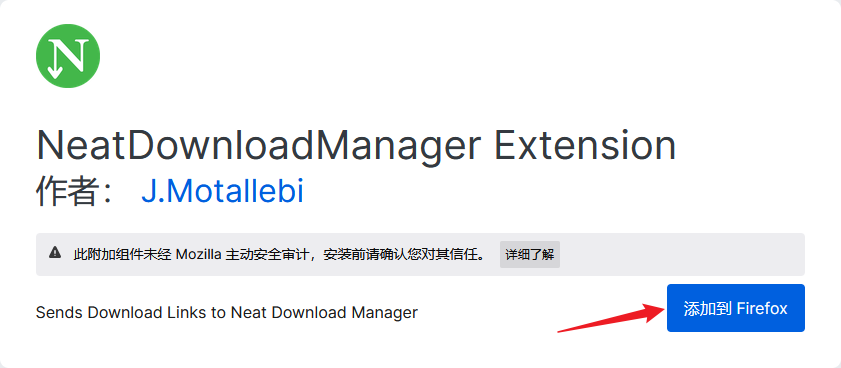 N
NeatDownloadManager Extension
作者： J.Motallebi
此附加组件未经 Mozilla 主动安全审计，安装前请确认您对其信任。 详细了解
Sends Download Links to Neat Download Manager
添加到 Firefox